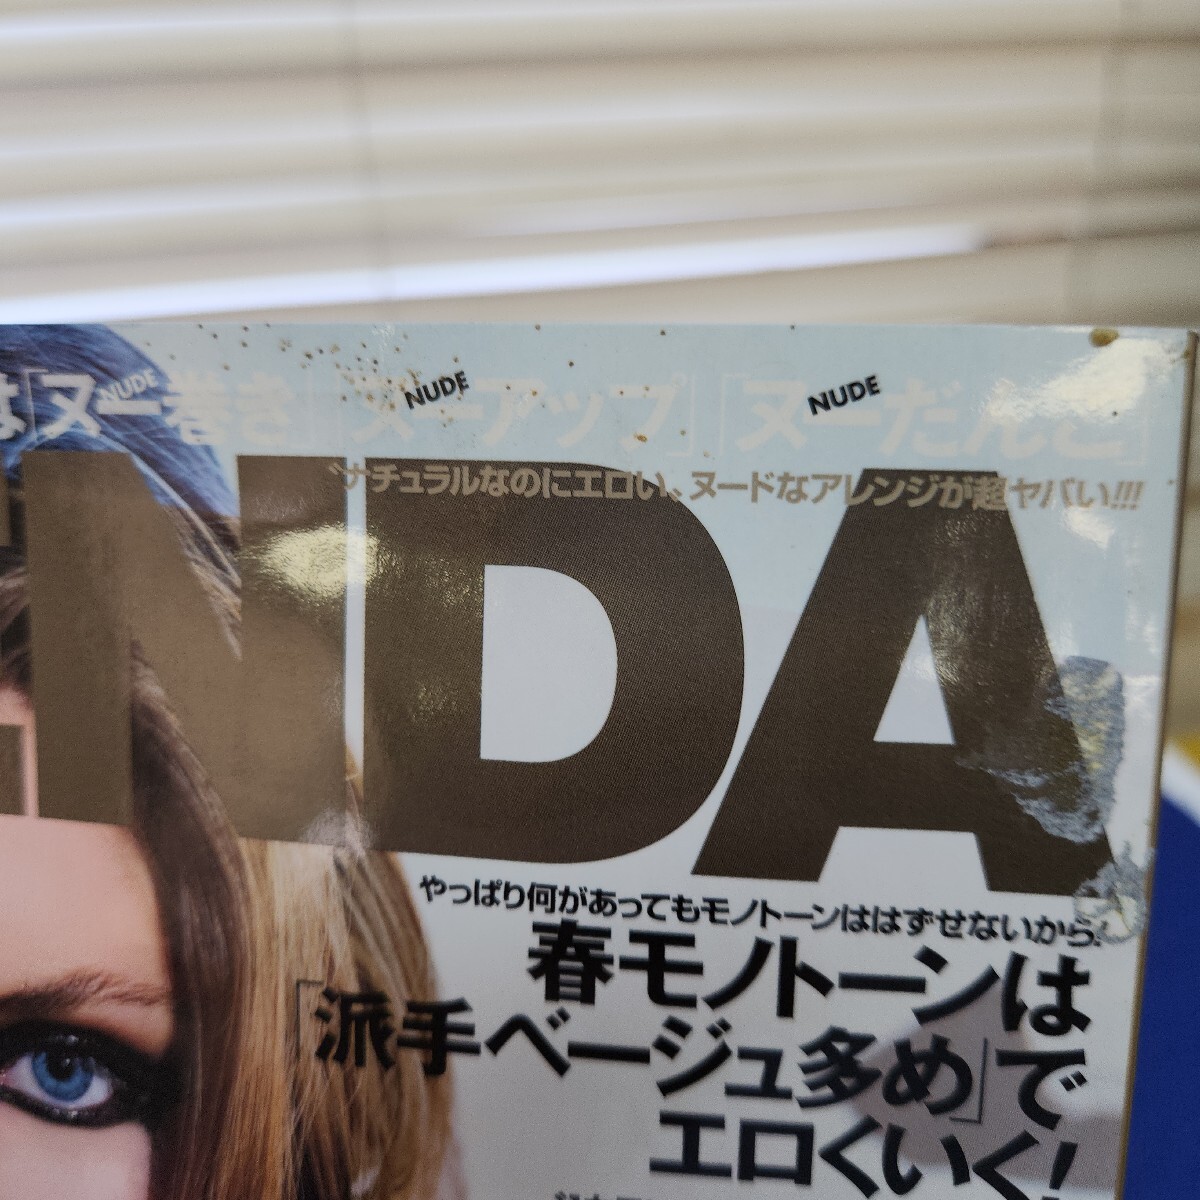 は「ヌー巻き」「ヌーアップ」「ヌーだんご」
NUDE NUDE NUDE
ナチュラルなのにエロい、ヌードなアレンジが超ヤバい!!!
ENDA
やっぱり何があってもモノトーンははずせないから!
春モノトーンは
「派手ベージュ多め」で
エロくいく!